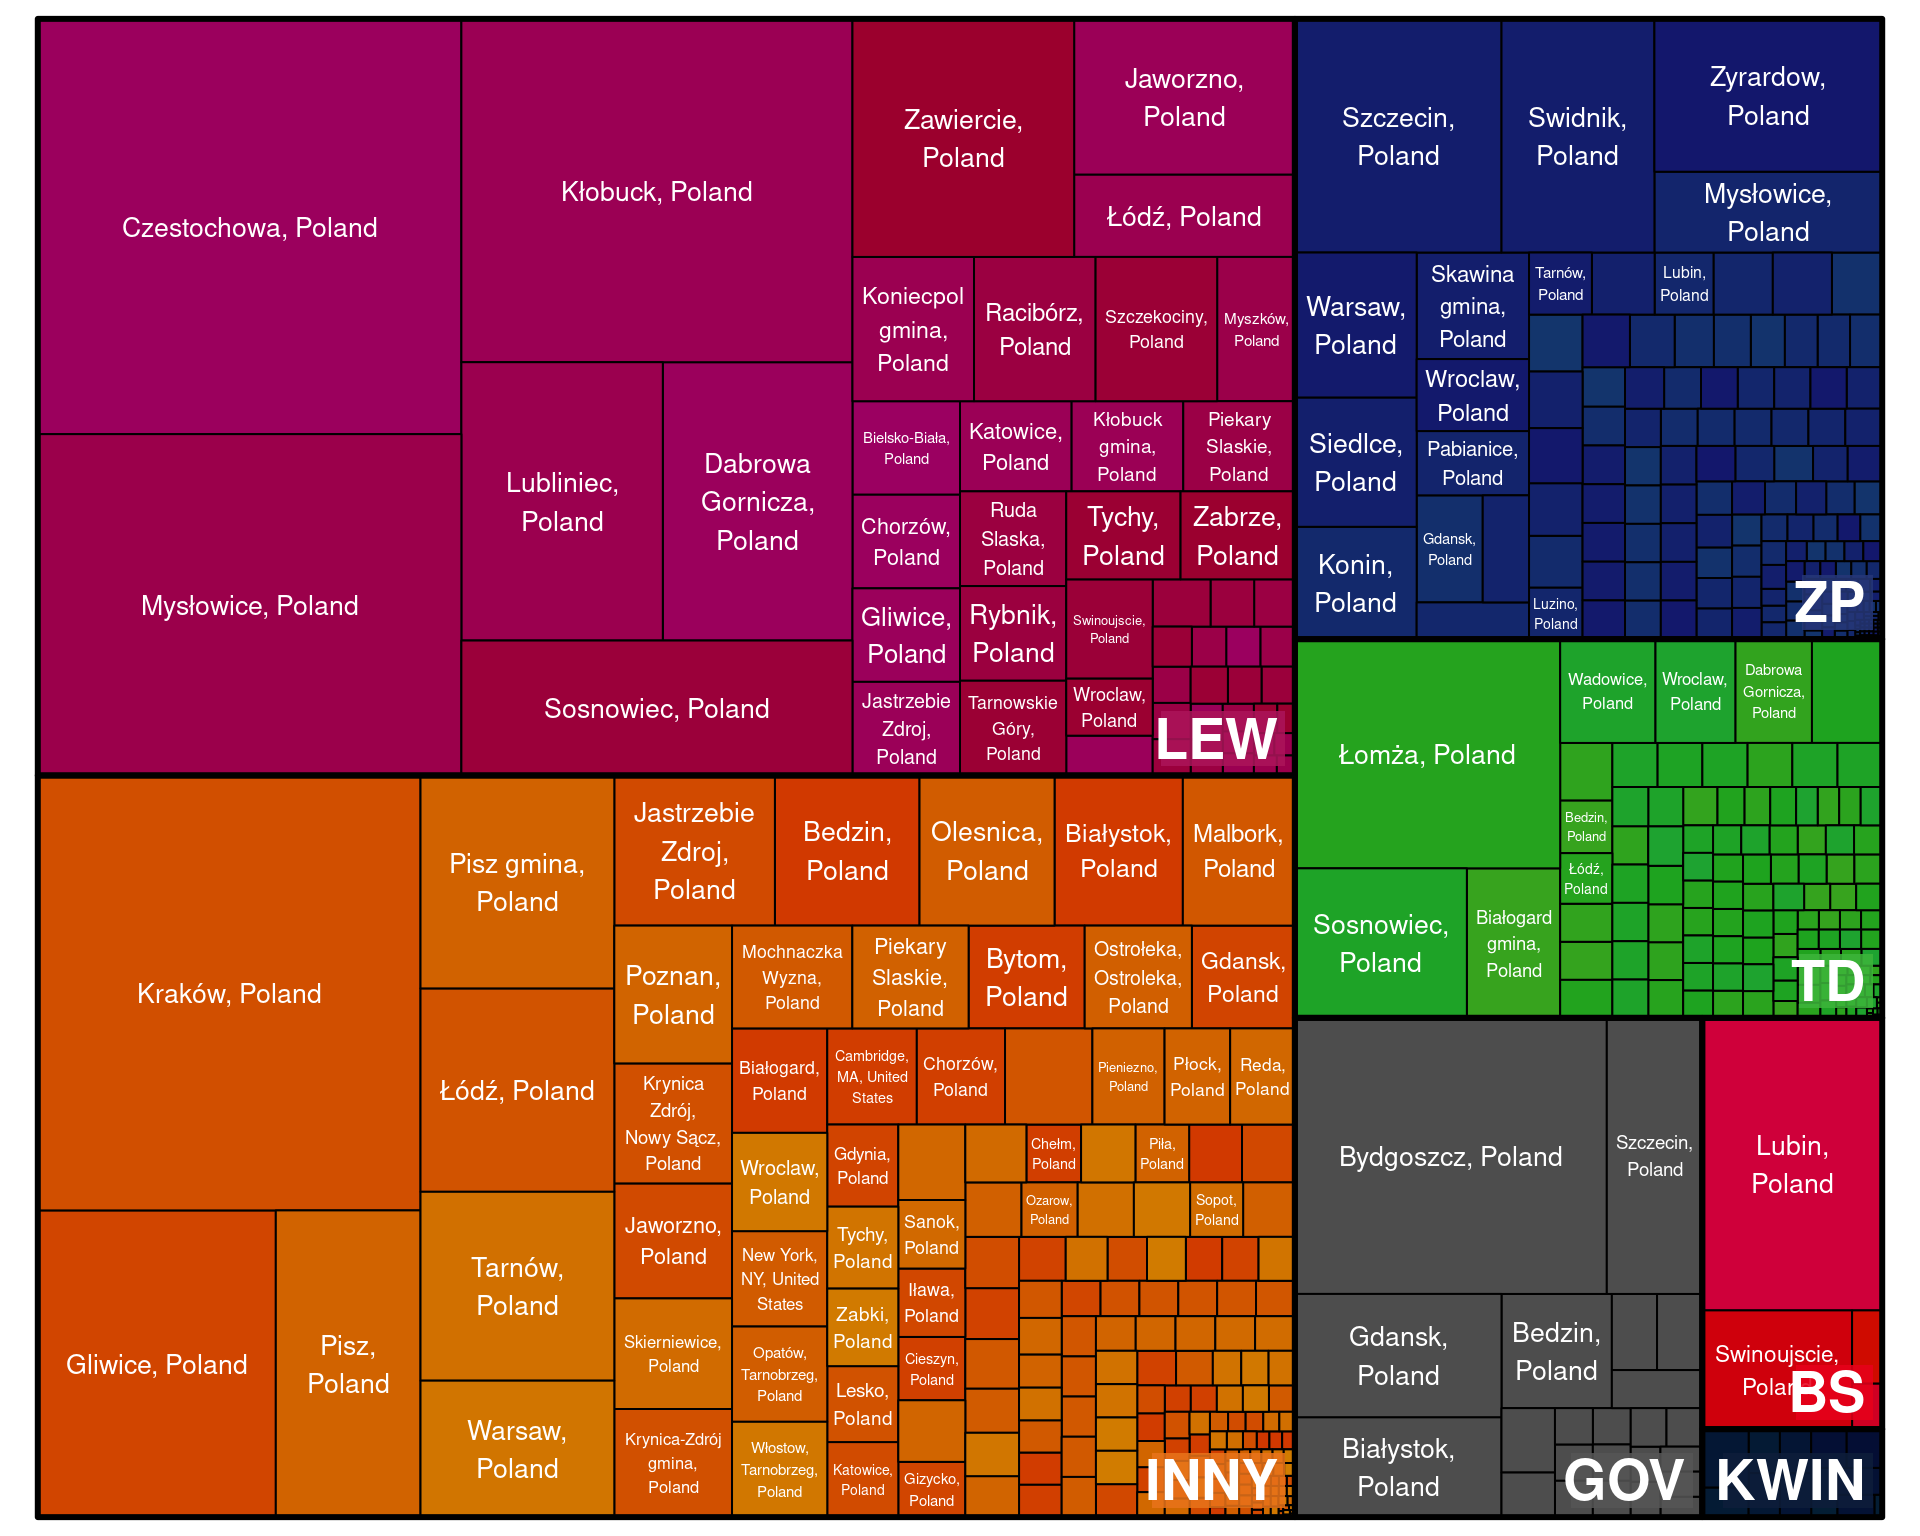 Czestochowa, Poland
Mysłowice, Poland
Kłobuck, Poland
Lubliniec,
Poland
Dabrowa
Gornicza,
Poland
Sosnowiec, Poland
Zawiercie,
Poland
Jaworzno,
Poland
Łódź, Poland
Koniecpol
gmina,
Poland
Racibórz,
Poland
Szczekociny,
Poland
Myszków,
Poland
Bielsko-Biała,
Poland
Katowice,
Poland
Kłobuck
gmina,
Poland
Piekary
Slaskie,
Poland
Chorzów,
Poland
Ruda
Slaska,
Poland
Tychy,
Poland
Zabrze,
Poland
Gliwice,
Poland
Rybnik,
Poland
Swinoujscie,
Poland
Jastrzebie
Zdroj,
Poland
Tarnowskie
Góry,
Poland
Wroclaw,
Poland
LEW
Szczecin,
Poland
Swidnik,
Poland
Zyrardow,
Poland
Mysłowice,
Poland
Warsaw,
Poland
Skawina
gmina,
Poland
Tarnów,
Poland
Lubin,
Poland
Wroclaw,
Poland
Siedlce,
Poland
Pabianice,
Poland
Gdansk,
Poland
Konin,
Poland
Luzino,
Poland
ZP
Łomża, Poland
Wadowice,
Poland
Wroclaw,
Poland
Dabrowa
Gornicza,
Poland
Bedzin,
Poland
Łódź,
Poland
Sosnowiec,
Poland
Białogard
gmina,
Poland
TD
Kraków, Poland
Gliwice, Poland
Pisz,
Poland
Pisz gmina,
Poland
Łódź, Poland
Tarnów,
Poland
Warsaw,
Poland
Jastrzebie
Zdroj,
Poland
Bedzin,
Poland
Olesnica,
Poland
Białystok,
Poland
Malbork,
Poland
Poznan,
Poland
Mochnaczka
Wyzna,
Poland
Piekary
Slaskie,
Poland
Bytom,
Poland
Ostrołeka,
Ostroleka,
Poland
Gdansk,
Poland
Krynica
Zdrój,
Nowy Sącz,
Poland
Białogard,
Poland
Cambridge,
MA, United
States
Chorzów,
Poland
Pieniezno,
Poland
Płock,
Poland
Reda,
Poland
Jaworzno,
Poland
Wroclaw,
Poland
Gdynia,
Poland
Chełm,
Poland
Piła,
Poland
Skierniewice,
Poland
New York,
NY, United
States
Tychy,
Poland
Sanok,
Poland
Ozarow,
Poland
Sopot,
Poland
Opatów,
Tarnobrzeg,
Poland
Zabki,
Poland
Iława,
Poland
Krynica-Zdrój
gmina,
Poland
Włostow,
Tarnobrzeg,
Poland
Lesko,
Poland
Cieszyn,
Poland
Katowice,
Poland
Gizycko,
Poland
INNY
Bydgoszcz, Poland
Szczecin,
Poland
Gdansk,
Poland
Bedzin,
Poland
Białystok,
Poland
GOV
Lubin,
Poland
Swinoujscie,
BS
KWIN